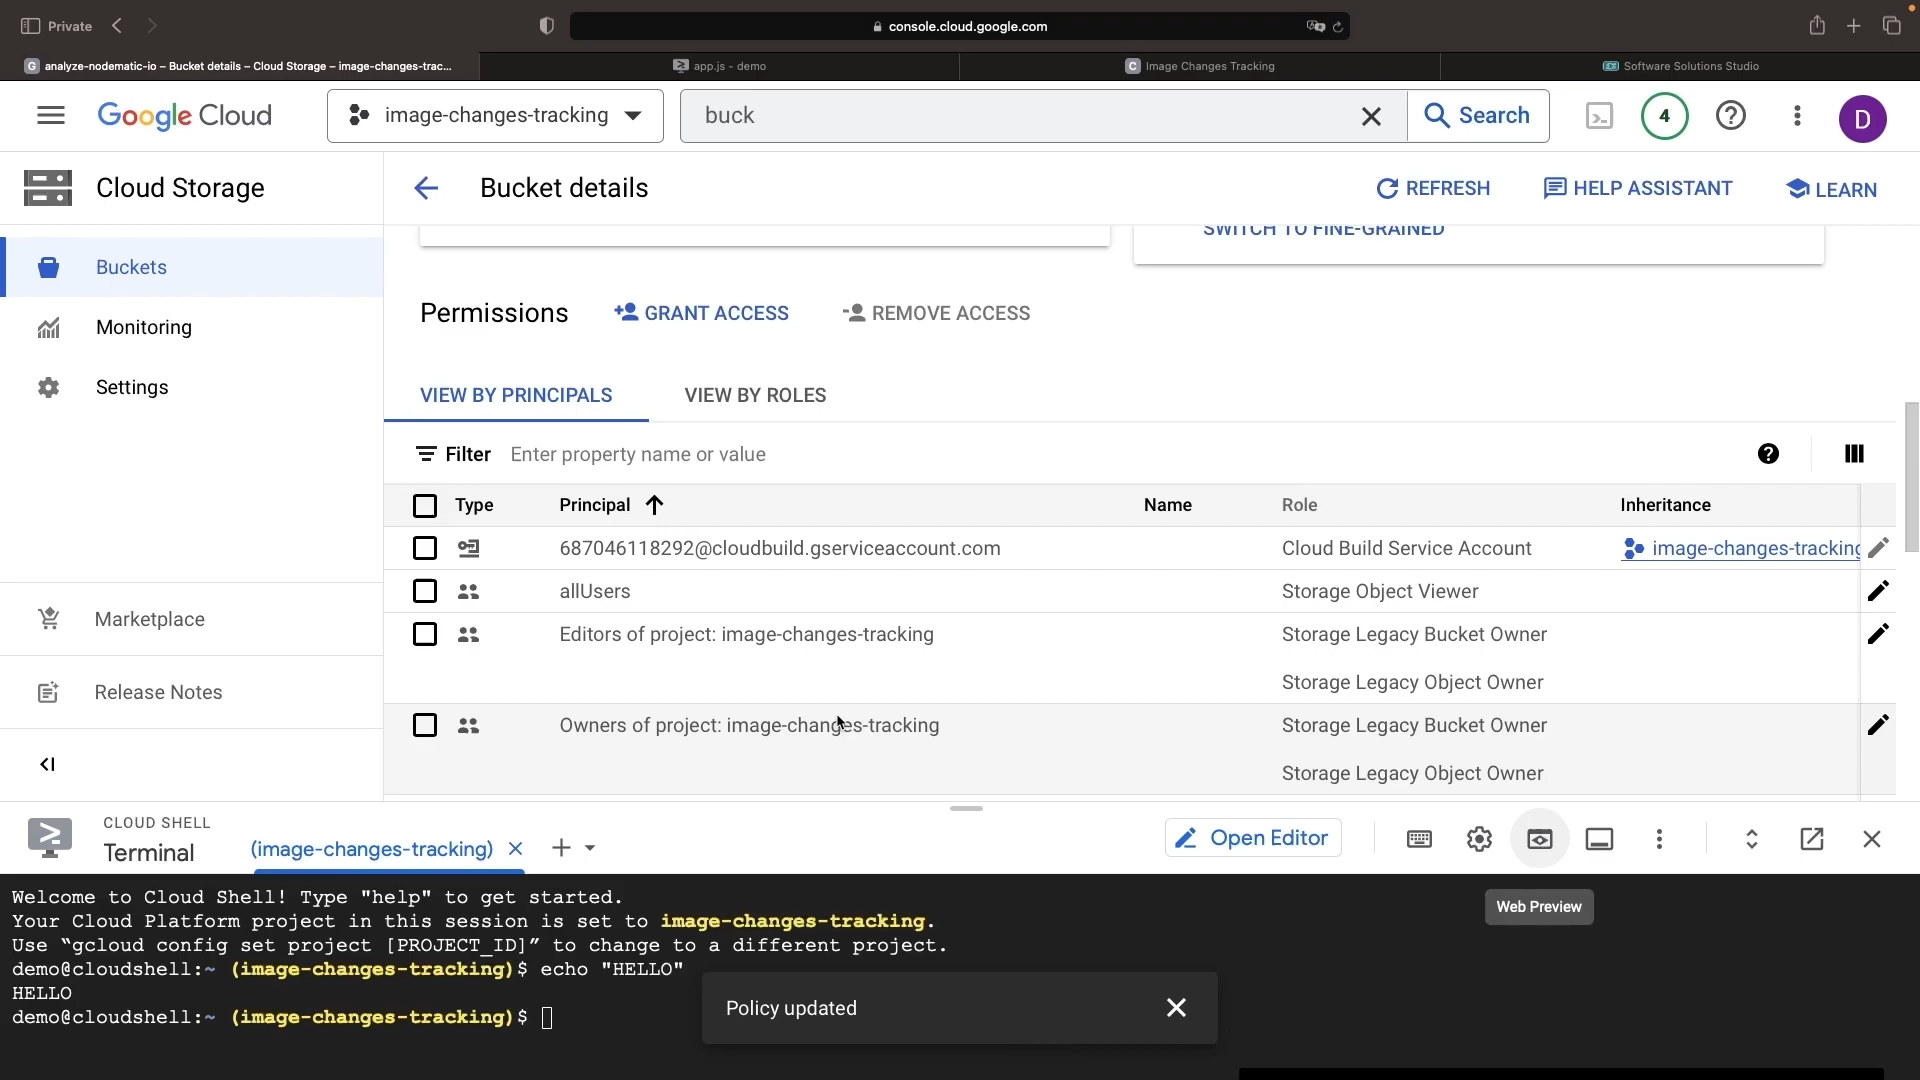 Private
console.cloud.google.com
G analyze-nodematic-io – Bucket details – Cloud Storage – image-changes-trac...
app.js - demo
C Image Changes Tracking
Software Solutions Studio
Google Cloud
image-changes-tracking
buck
Search
4
D
Cloud Storage
Bucket details
REFRESH
HELP ASSISTANT
LEARN
Buckets
Monitoring
Settings
Marketplace
Release Notes
SWITCH TO FINE-GRAINED
Permissions
GRANT ACCESS
REMOVE ACCESS
VIEW BY PRINCIPALS
VIEW BY ROLES
Filter Enter property name or value
Type Principal Name Role Inheritance
687046118292@cloudbuild.gserviceaccount.com Cloud Build Service Account image-changes-tracking
allUsers Storage Object Viewer
Editors of project: image-changes-tracking Storage Legacy Bucket Owner
Storage Legacy Object Owner
Owners of project: image-changes-tracking Storage Legacy Bucket Owner
Storage Legacy Object Owner
CLOUD SHELL
Terminal
(image-changes-tracking)
Open Editor
Web Preview
Welcome to Cloud Shell! Type "help" to get started.
Your Cloud Platform project in this session is set to image-changes-tracking.
Use “gcloud config set project [PROJECT_ID]” to change to a different project.
demo@cloudshell:~ (image-changes-tracking)$ echo "HELLO"
HELLO
demo@cloudshell:~ (image-changes-tracking)$
Policy updated